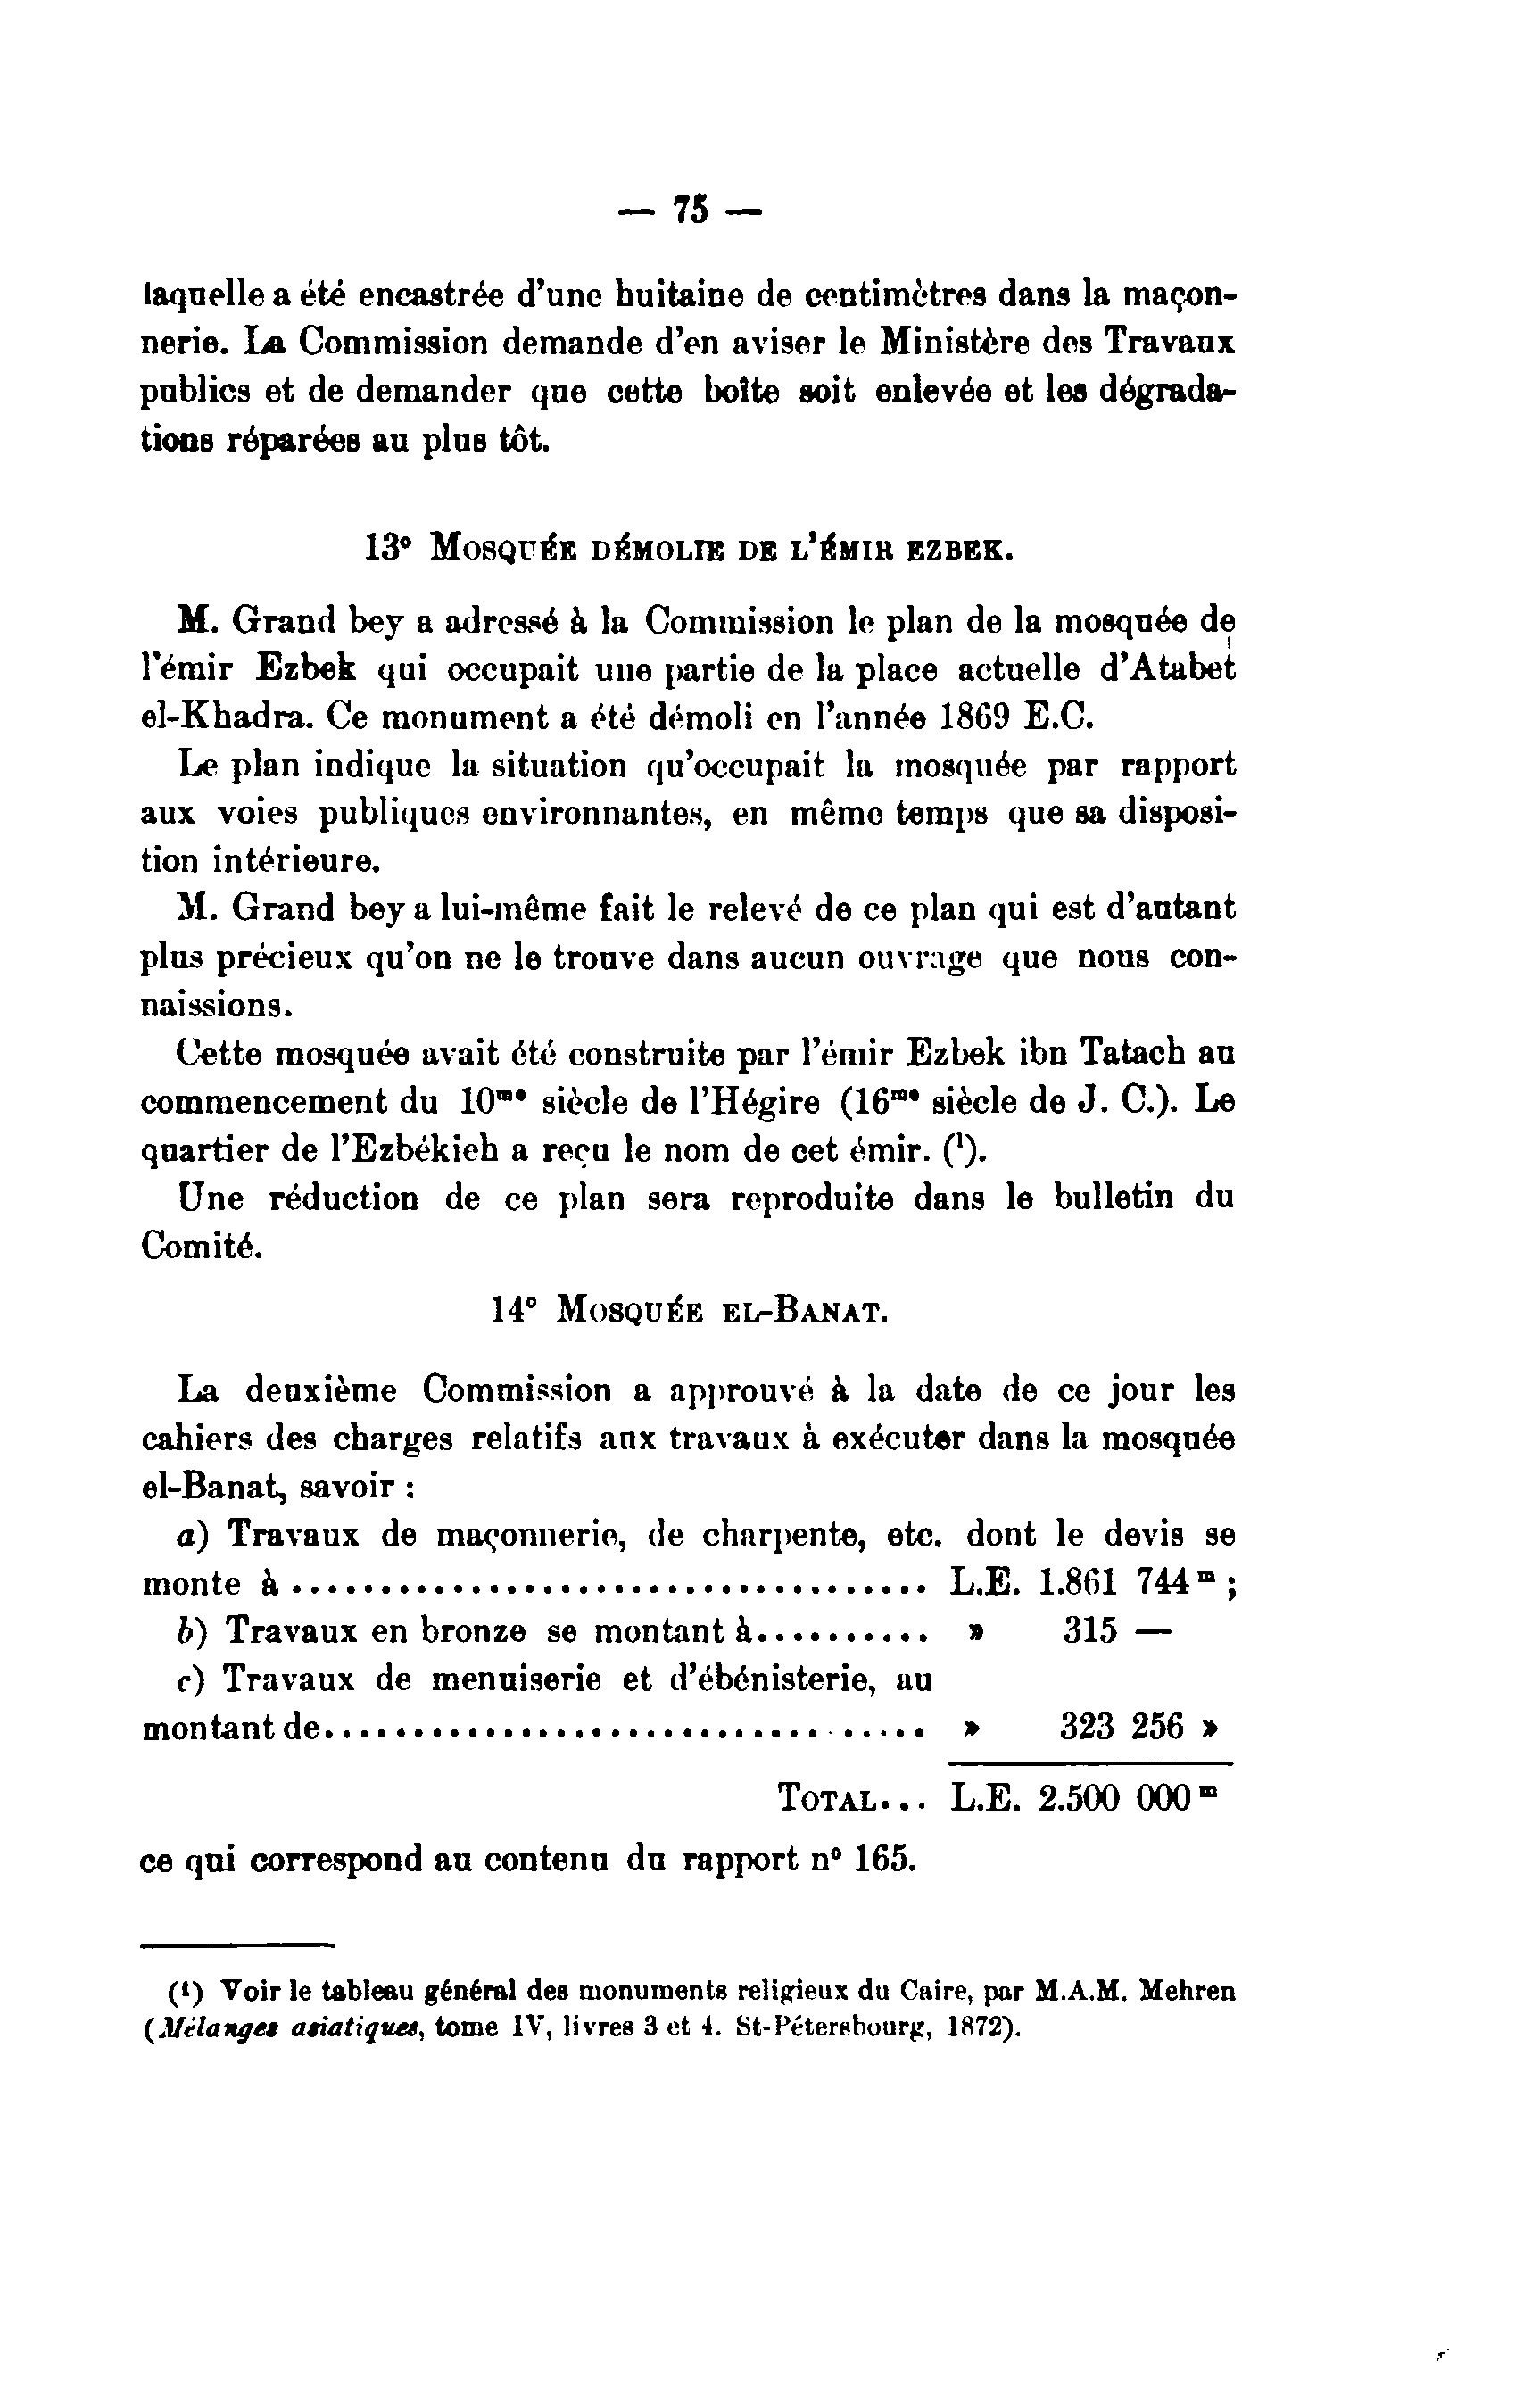 — 75 —
laquelle a été encastrée d'une huitaine de centimètres dans la maçon-
nerie. La Commission demande d'en aviser le Ministère des Travaux
publics et de demander que cette boîte soit enlevée et les dégrada-
tions réparées au plus tôt.
13° MOSQUÉE DÉMOLIE DE L'ÉMIR EZBEK.
M. Grand bey a adressé à la Commission le plan de la mosquée de
l'émir Ezbek qui occupait une partie de la place actuelle d'Atabet
el-Khadra. Ce monument a été démoli en l'année 1869 E.C.
Le plan indique la situation qu'occupait la mosquée par rapport
aux voies publiques environnantes, en même temps que sa disposi-
tion intérieure.
M. Grand bey a lui-même fait le relevé de ce plan qui est d'autant
plus précieux qu'on ne le trouve dans aucun ouvrage que nous con-
naissions.
Cette mosquée avait été construite par l'émir Ezbek ibn Tatach au
commencement du 10me siècle de l'Hégire (16me siècle de J. C.). Le
quartier de l'Ezbékieh a reçu le nom de cet émir. (1).
Une réduction de ce plan sera reproduite dans le bulletin du
Comité.
14° MOSQUÉE EL-BANAT.
La deuxième Commission a approuvé à la date de ce jour les
cahiers des charges relatifs aux travaux à exécuter dans la mosquée
el-Banat, savoir :
a) Travaux de maçonnerie, de charpente, etc. dont le devis se
monte à .................................... L.E. 1.861 744 m ;
b) Travaux en bronze se montant à.......... » 315 —
c) Travaux de menuiserie et d'ébénisterie, au
montant de.................................. » 323 256 »
TOTAL... L.E. 2.500 000 m
ce qui correspond au contenu du rapport n° 165.
(1) Voir le tableau général des monuments religieux du Caire, par M.A.M. Mehren
(Mélanges asiatiques, tome IV, livres 3 et 4. St-Pétersbourg, 1872).